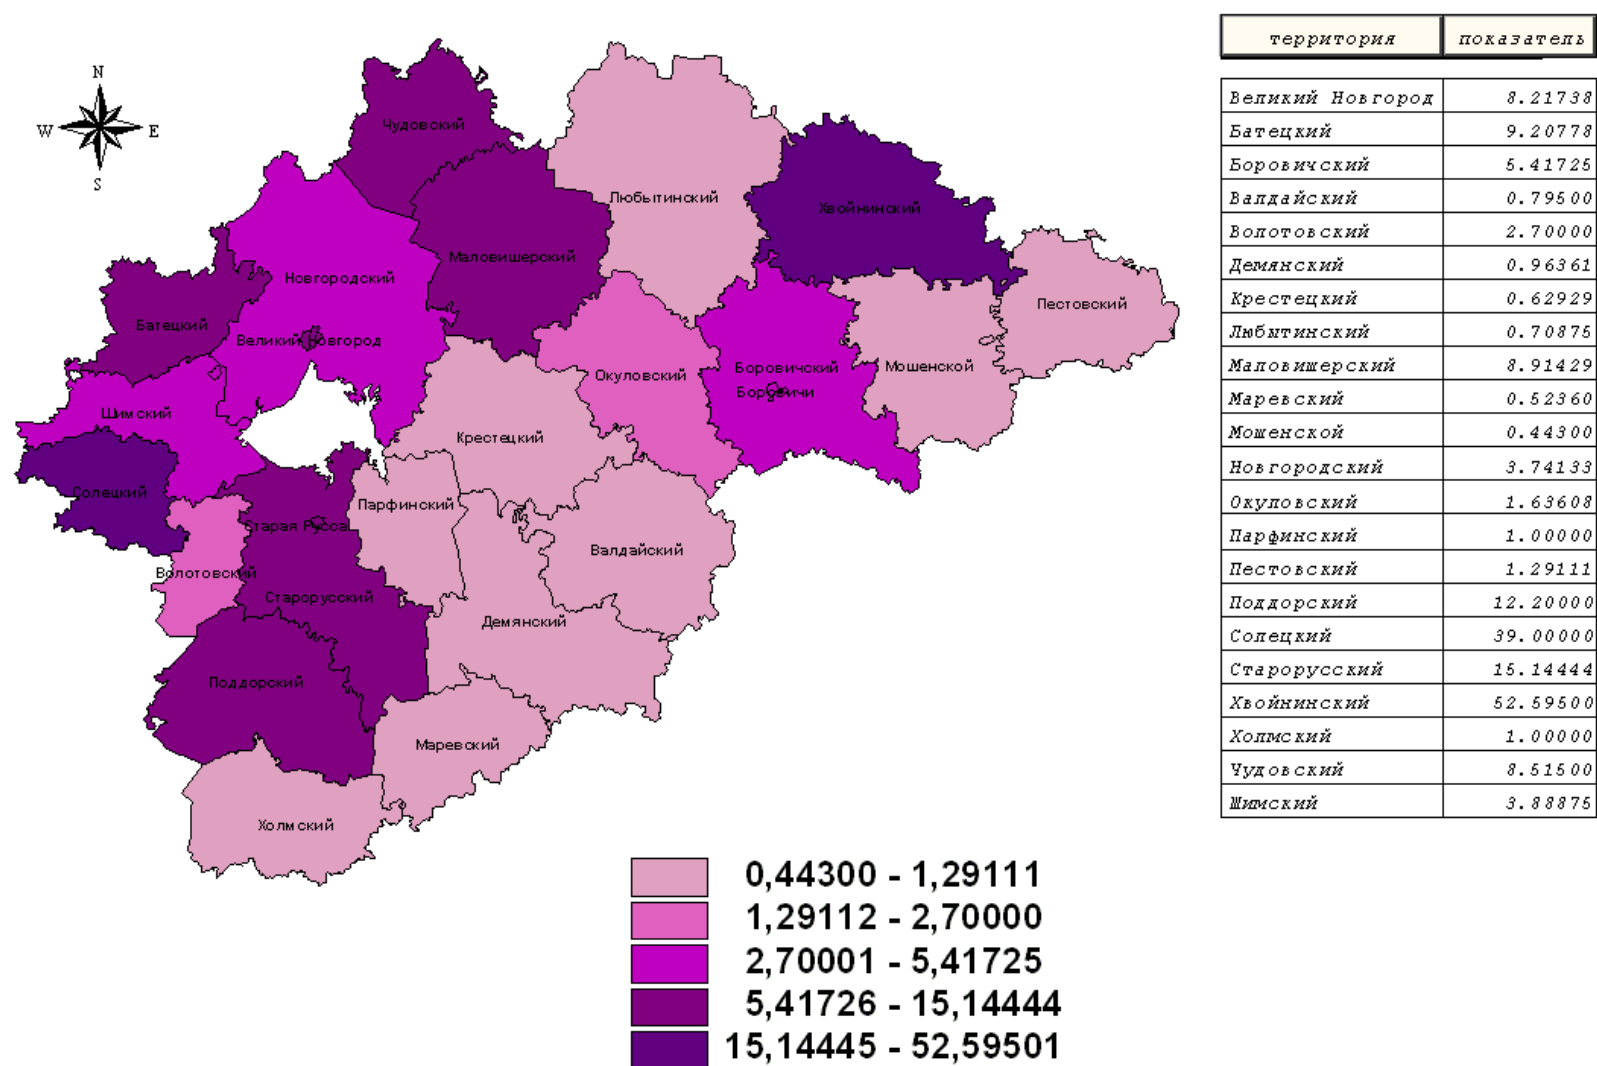 N
W
E
S
Чудовский
Любытинский
Хвойнинский
Маловишерский
Новгородский
Пестовский
Батецкий
Великий Новгород
Окуловский
Боровичский
Мошенской
Боровичи
Шимский
Крестецкий
Солецкий
Парфинский
Старая Русса
Валдайский
Волотовский
Старорусский
Демянский
Поддорский
Маревский
Холмский
территория показатель
Великий Новгород 8.21738
Батецкий 9.20778
Боровичский 5.41725
Валдайский 0.79500
Волотовский 2.70000
Демянский 0.96361
Крестецкий 0.62929
Любытинский 0.70875
Маловишерский 8.91429
Маревский 0.52360
Мошенской 0.44300
Новгородский 3.74133
Окуловский 1.63608
Парфинский 1.00000
Пестовский 1.29111
Поддорский 12.20000
Солецкий 39.00000
Старорусский 15.14444
Хвойнинский 52.59500
Холмский 1.00000
Чудовский 8.51500
Шимский 3.88875
0,44300 - 1,29111
1,29112 - 2,70000
2,70001 - 5,41725
5,41726 - 15,14444
15,14445 - 52,59501